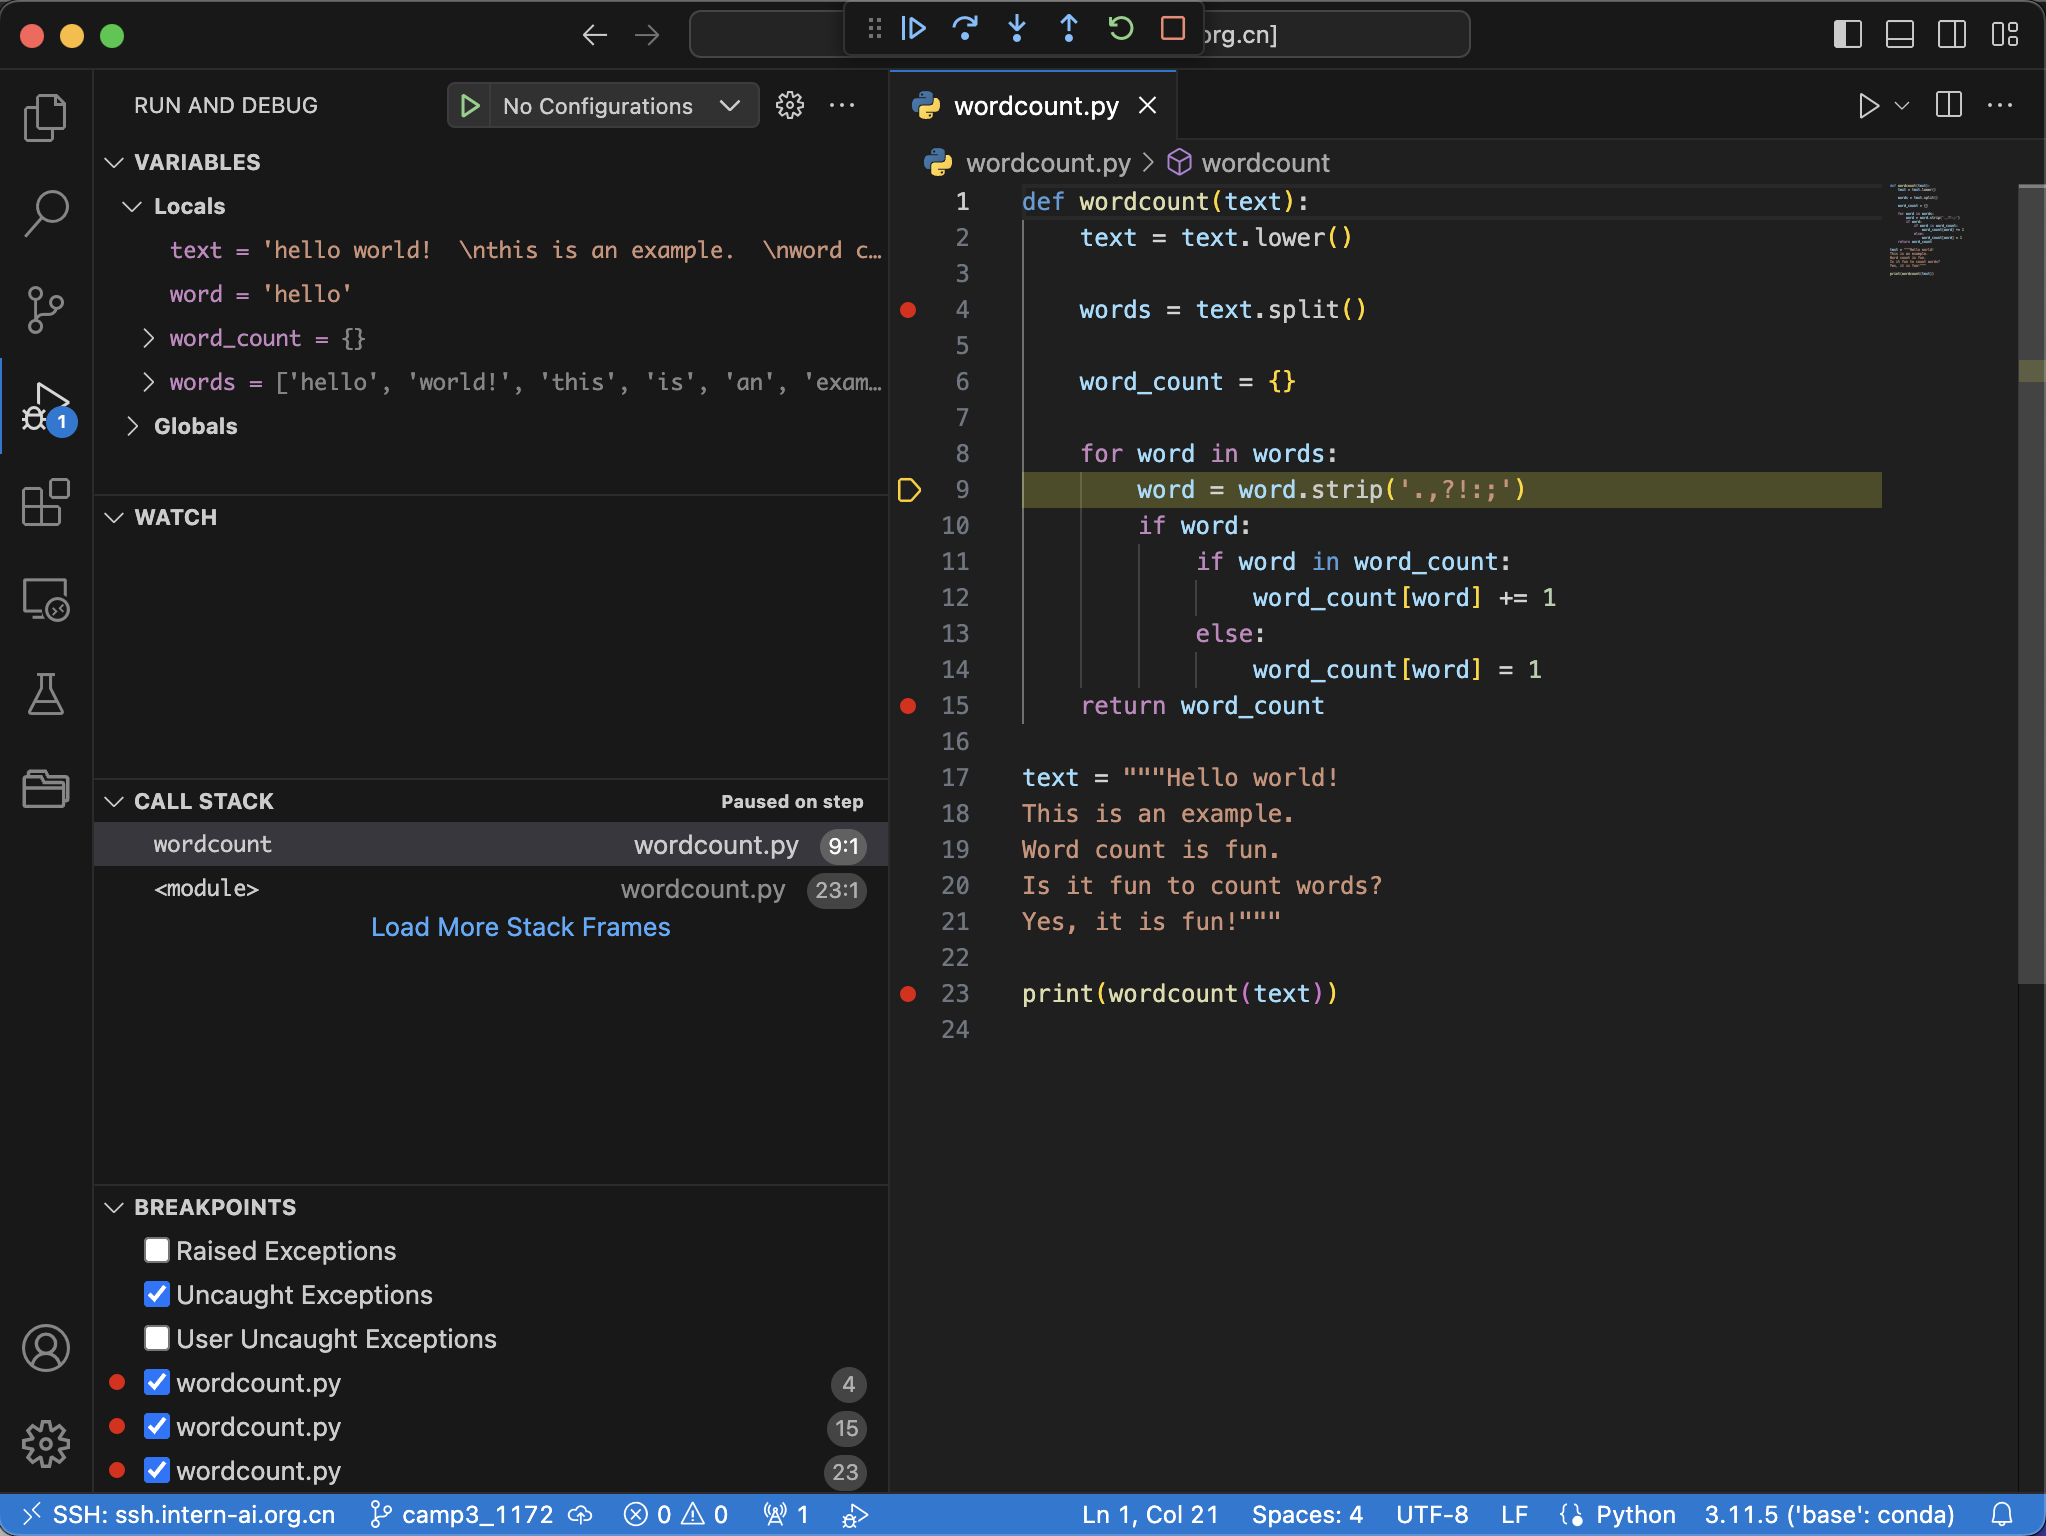 org.cn]
RUN AND DEBUG
No Configurations
VARIABLES
Locals
text = 'hello world!  \nthis is an example.  \nword c…
word = 'hello'
word_count = {}
words = ['hello', 'world!', 'this', 'is', 'an', 'exam…
Globals
1
WATCH
CALL STACK Paused on step
wordcount wordcount.py 9:1
<module> wordcount.py 23:1
Load More Stack Frames
BREAKPOINTS
Raised Exceptions
Uncaught Exceptions
User Uncaught Exceptions
wordcount.py 4
wordcount.py 15
wordcount.py 23
wordcount.py
wordcount.py > wordcount
1 def wordcount(text):
2     text = text.lower()
3
4     words = text.split()
5
6     word_count = {}
7
8     for word in words:
9         word = word.strip('.,?!:;')
10         if word:
11             if word in word_count:
12                 word_count[word] += 1
13             else:
14                 word_count[word] = 1
15     return word_count
16
17 text = """Hello world!
18 This is an example.
19 Word count is fun.
20 Is it fun to count words?
21 Yes, it is fun!"""
22
23 print(wordcount(text))
24
SSH: ssh.intern-ai.org.cn camp3_1172 0 0 1 Ln 1, Col 21 Spaces: 4 UTF-8 LF Python 3.11.5 ('base': conda)